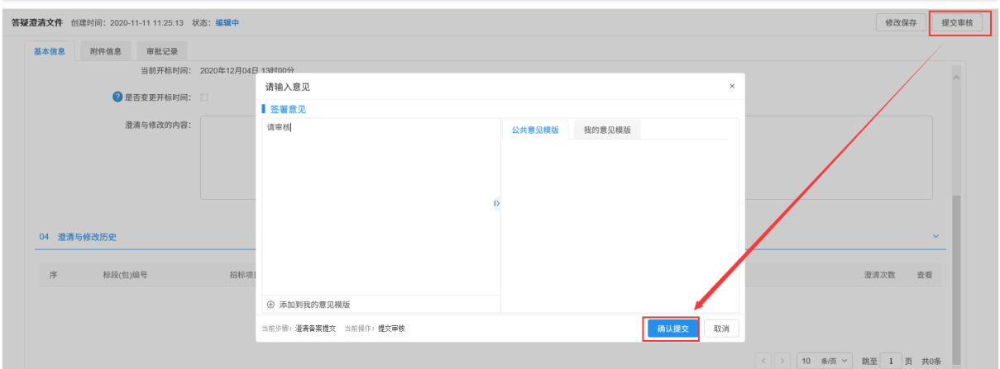 答疑澄清文件 创建时间：2020-11-11 11:25:13 状态：编辑中 修改保存 提交审核
基本信息 附件信息 审批记录
当前开标时间： 2020年12月04日 13时00分
是否变更开标时间：
澄清与修改的内容：
请输入意见
签署意见
请审核
公共意见模版 我的意见模版
添加到我的意见模版
当前步骤：澄清备案提交 当前操作：提交审核 确认提交 取消
04 澄清与修改历史
序 标段(包)编号 招标项 澄清次数 查看
10 条/页 跳至 1 页 共0条